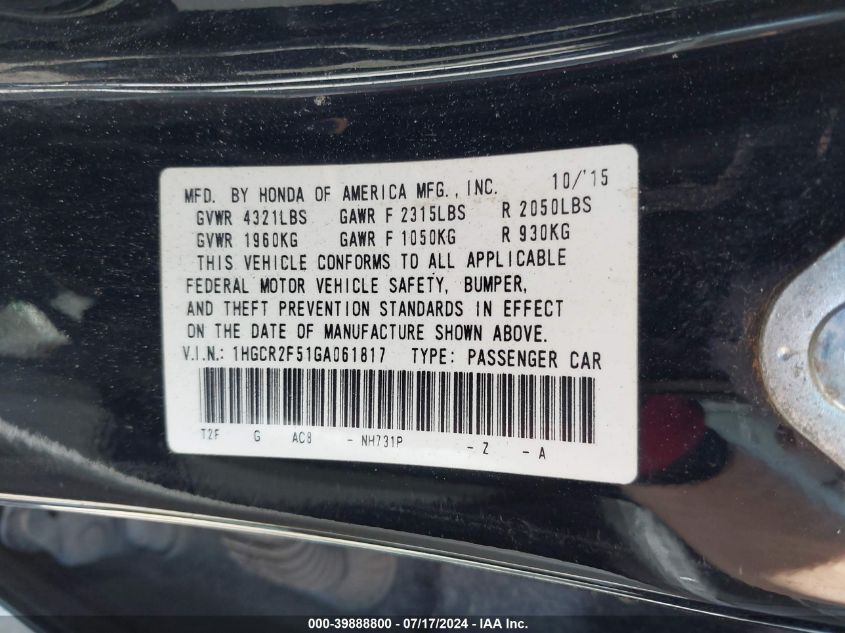 MFD. BY HONDA OF AMERICA MFG., INC. 10/'15
GVWR 4321LBS GAWR F 2315LBS R 2050LBS
GVWR 1960KG GAWR F 1050KG R 930KG
THIS VEHICLE CONFORMS TO ALL APPLICABLE
FEDERAL MOTOR VEHICLE SAFETY, BUMPER,
AND THEFT PREVENTION STANDARDS IN EFFECT
ON THE DATE OF MANUFACTURE SHOWN ABOVE.
V.I.N.: 1HGCR2F51GA061817 TYPE: PASSENGER CAR
T2F G AC8 - NH731P - Z - A
000-39888800 / 07/17/2024 / IAA Inc.